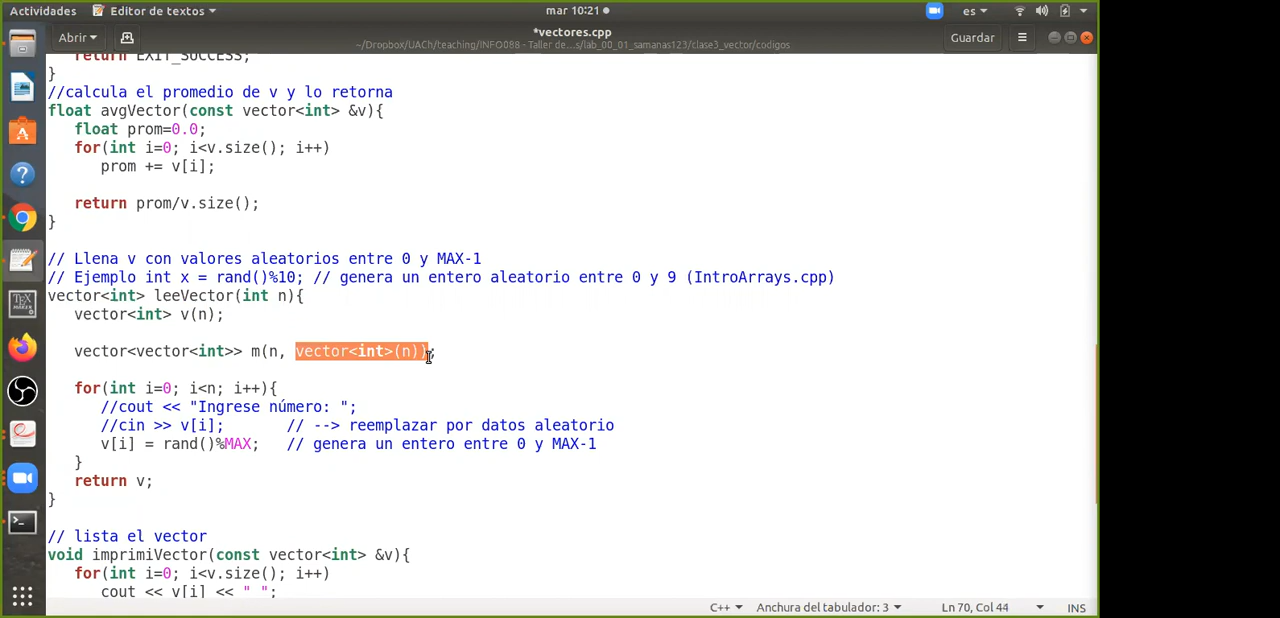 Actividades
Editor de textos
mar 10:21
es
Abrir
*vectores.cpp
~/Dropbox/UACh/teaching/INFO088 - Taller de...s/lab_00_01_samanas123/clase3_vector/codigos
Guardar
return EXIT_SUCCESS;
}
//calcula el promedio de v y lo retorna
float avgVector(const vector<int> &v){
float prom=0.0;
for(int i=0; i<v.size(); i++)
prom += v[i];
return prom/v.size();
}
// Llena v con valores aleatorios entre 0 y MAX-1
// Ejemplo int x = rand()%10; // genera un entero aleatorio entre 0 y 9 (IntroArrays.cpp)
vector<int> leeVector(int n){
vector<int> v(n);
vector<vector<int>> m(n, vector<int>(n));
for(int i=0; i<n; i++){
//cout << "Ingrese número: ";
//cin >> v[i];       // --> reemplazar por datos aleatorio
v[i] = rand()%MAX;   // genera un entero entre 0 y MAX-1
}
return v;
}
// lista el vector
void imprimiVector(const vector<int> &v){
for(int i=0; i<v.size(); i++)
cout << v[i] << " ";
C++
Anchura del tabulador: 3
Ln 70, Col 44
INS